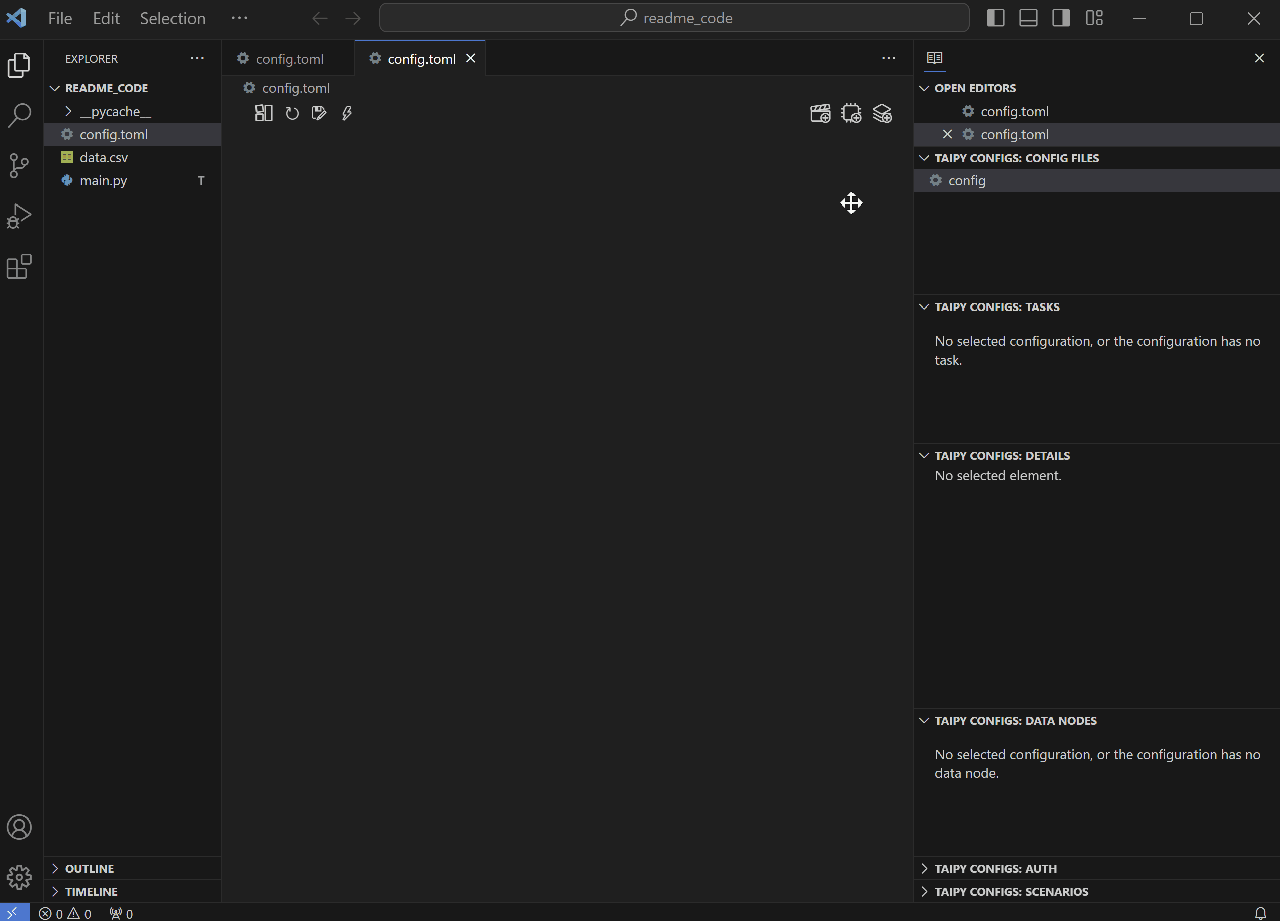 File Edit Selection ···
readme_code
EXPLORER ···
README_CODE
__pycache__
config.toml
data.csv
main.py T
OUTLINE
TIMELINE
config.toml
config.toml
···
config.toml
OPEN EDITORS
config.toml
config.toml
TAIPY CONFIGS: CONFIG FILES
config
TAIPY CONFIGS: TASKS
No selected configuration, or the configuration has no
task.
TAIPY CONFIGS: DETAILS
No selected element.
TAIPY CONFIGS: DATA NODES
No selected configuration, or the configuration has no
data node.
TAIPY CONFIGS: AUTH
TAIPY CONFIGS: SCENARIOS
0 0 0